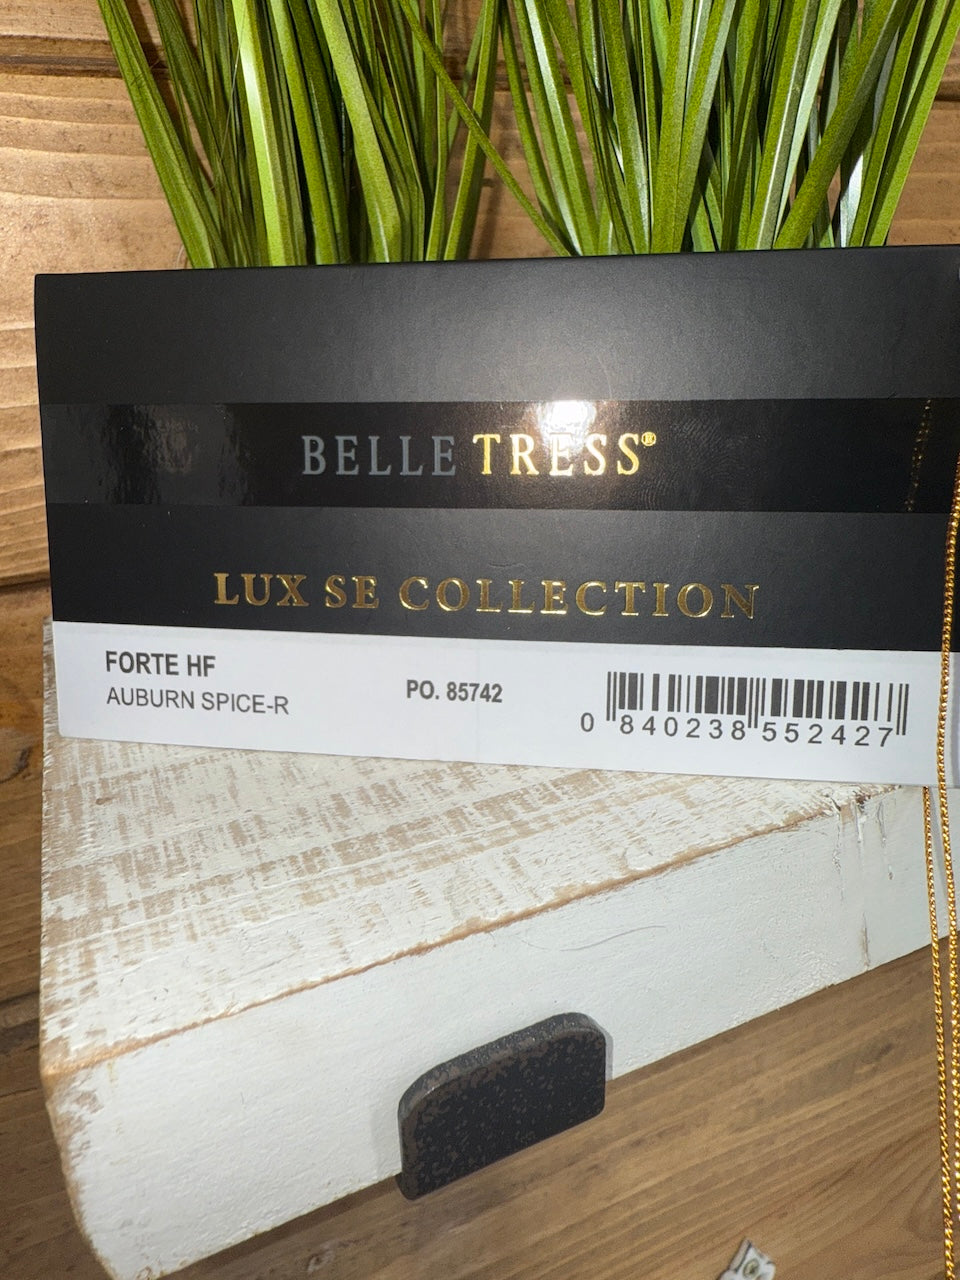 BELLE TRESS®
LUX SE COLLECTION
FORTE HF
AUBURN SPICE-R
PO. 85742
0 840238 552427